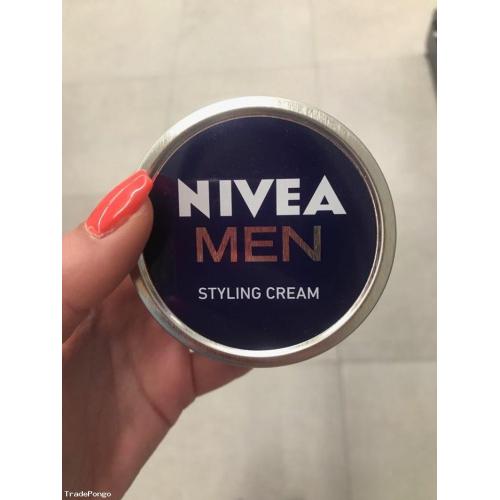 NIVEA
MEN
STYLING CREAM
TradePongo